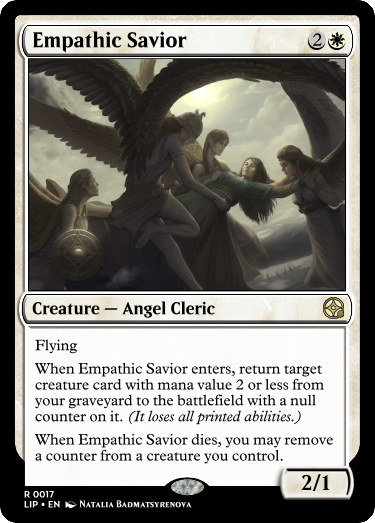 Empathic Savior 2
Creature — Angel Cleric
Flying
When Empathic Savior enters, return target
creature card with mana value 2 or less from
your graveyard to the battlefield with a null
counter on it. (It loses all printed abilities.)
When Empathic Savior dies, you may remove
a counter from a creature you control.
2/1
R 0017
LIP • EN Natalia Badmatsyrenova